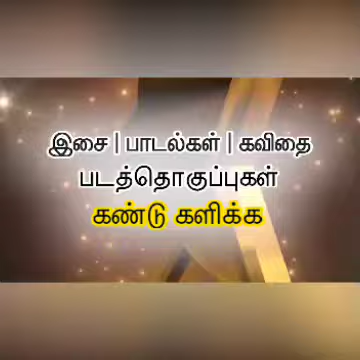 இசை | பாடல்கள் | கவிதை
படத்தொகுப்புகள்
கண்டு களிக்க